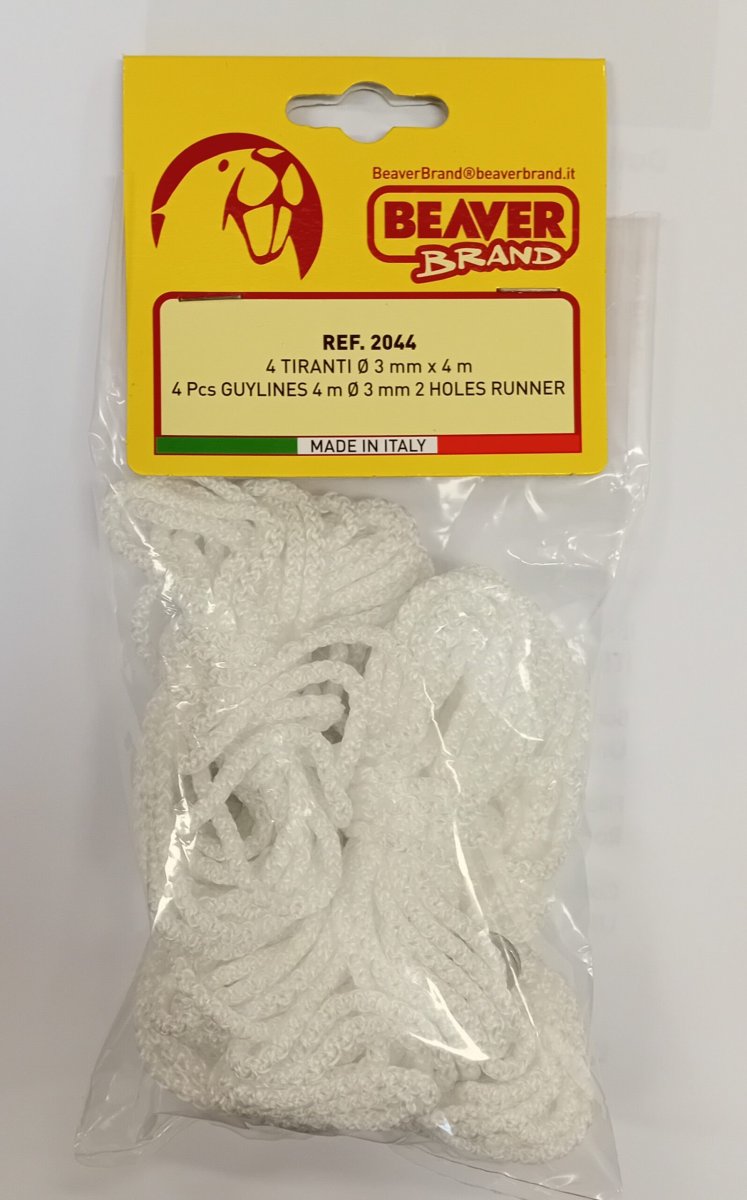 BeaverBrand®beaverbrand.it
BEAVER
BRAND
REF. 2044
4 TIRANTI Ø 3 mm x 4 m
4 Pcs GUYLINES 4 m Ø 3 mm 2 HOLES RUNNER
MADE IN ITALY